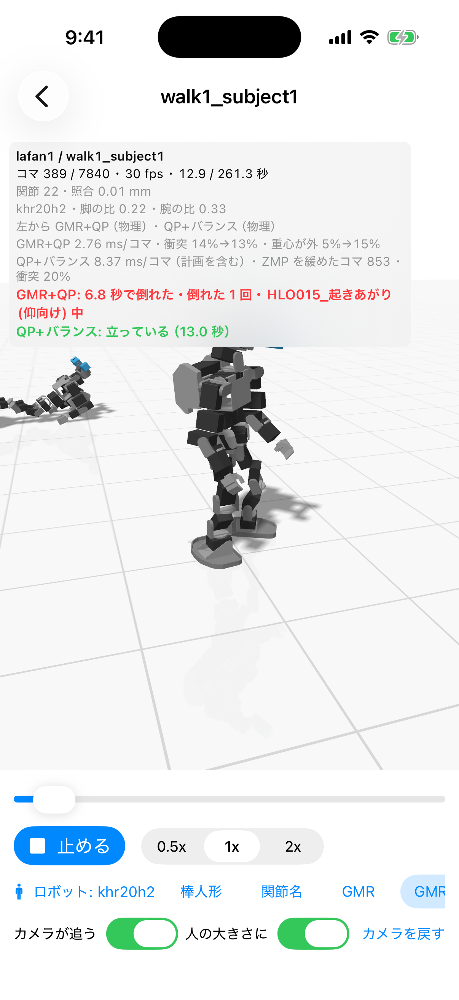 9:41
walk1_subject1
lafan1 / walk1_subject1
コマ 389 / 7840 · 30 fps · 12.9 / 261.3 秒
関節 22・照合 0.01 mm
khr20h2 ・脚の比 0.22 ・腕の比 0.33
左から GMR+QP（物理）・ QP+バランス（物理）
GMR+QP 2.76 ms/コマ・衝突 14%→13% ・重心が外 5%→15%
QP+バランス 8.37 ms/コマ（計画を含む）・ ZMP を緩めたコマ 853 ・
衝突 20%
GMR+QP: 6.8 秒で倒れた・倒れた 1 回・ HLO015_起きあがり
(仰向け) 中
QP+バランス: 立っている（13.0 秒）
止める
0.5x 1x 2x
ロボット: khr20h2 棒人形 関節名 GMR GMR
カメラが追う 人の大きさに カメラを戻す